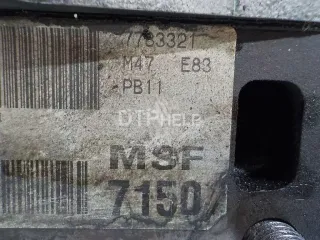 7783321
M47 E83
PB11
DTPHELP
MSF
7150